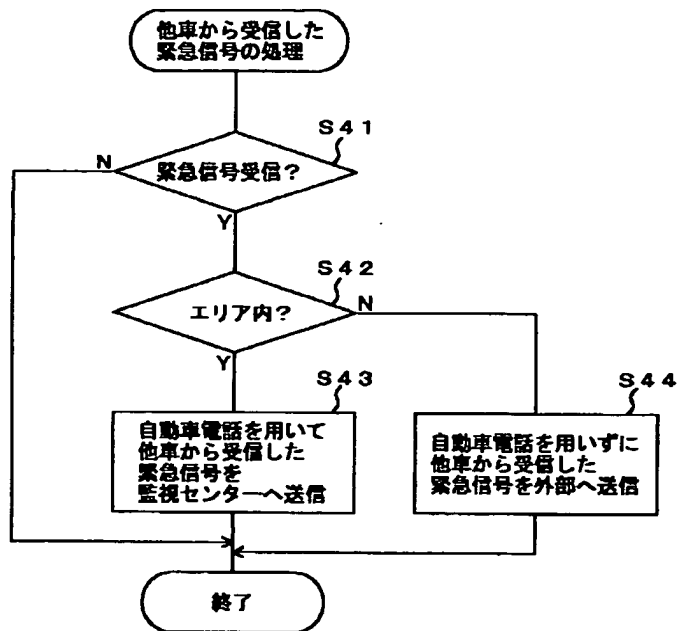 他車から受信した
緊急信号の処理
S41
N
緊急信号受信?
Y
S42
エリア内?
N
Y
S43
自動車電話を用いて
他車から受信した
緊急信号を
監視センターへ送信
S44
自動車電話を用いずに
他車から受信した
緊急信号を外部へ送信
終了